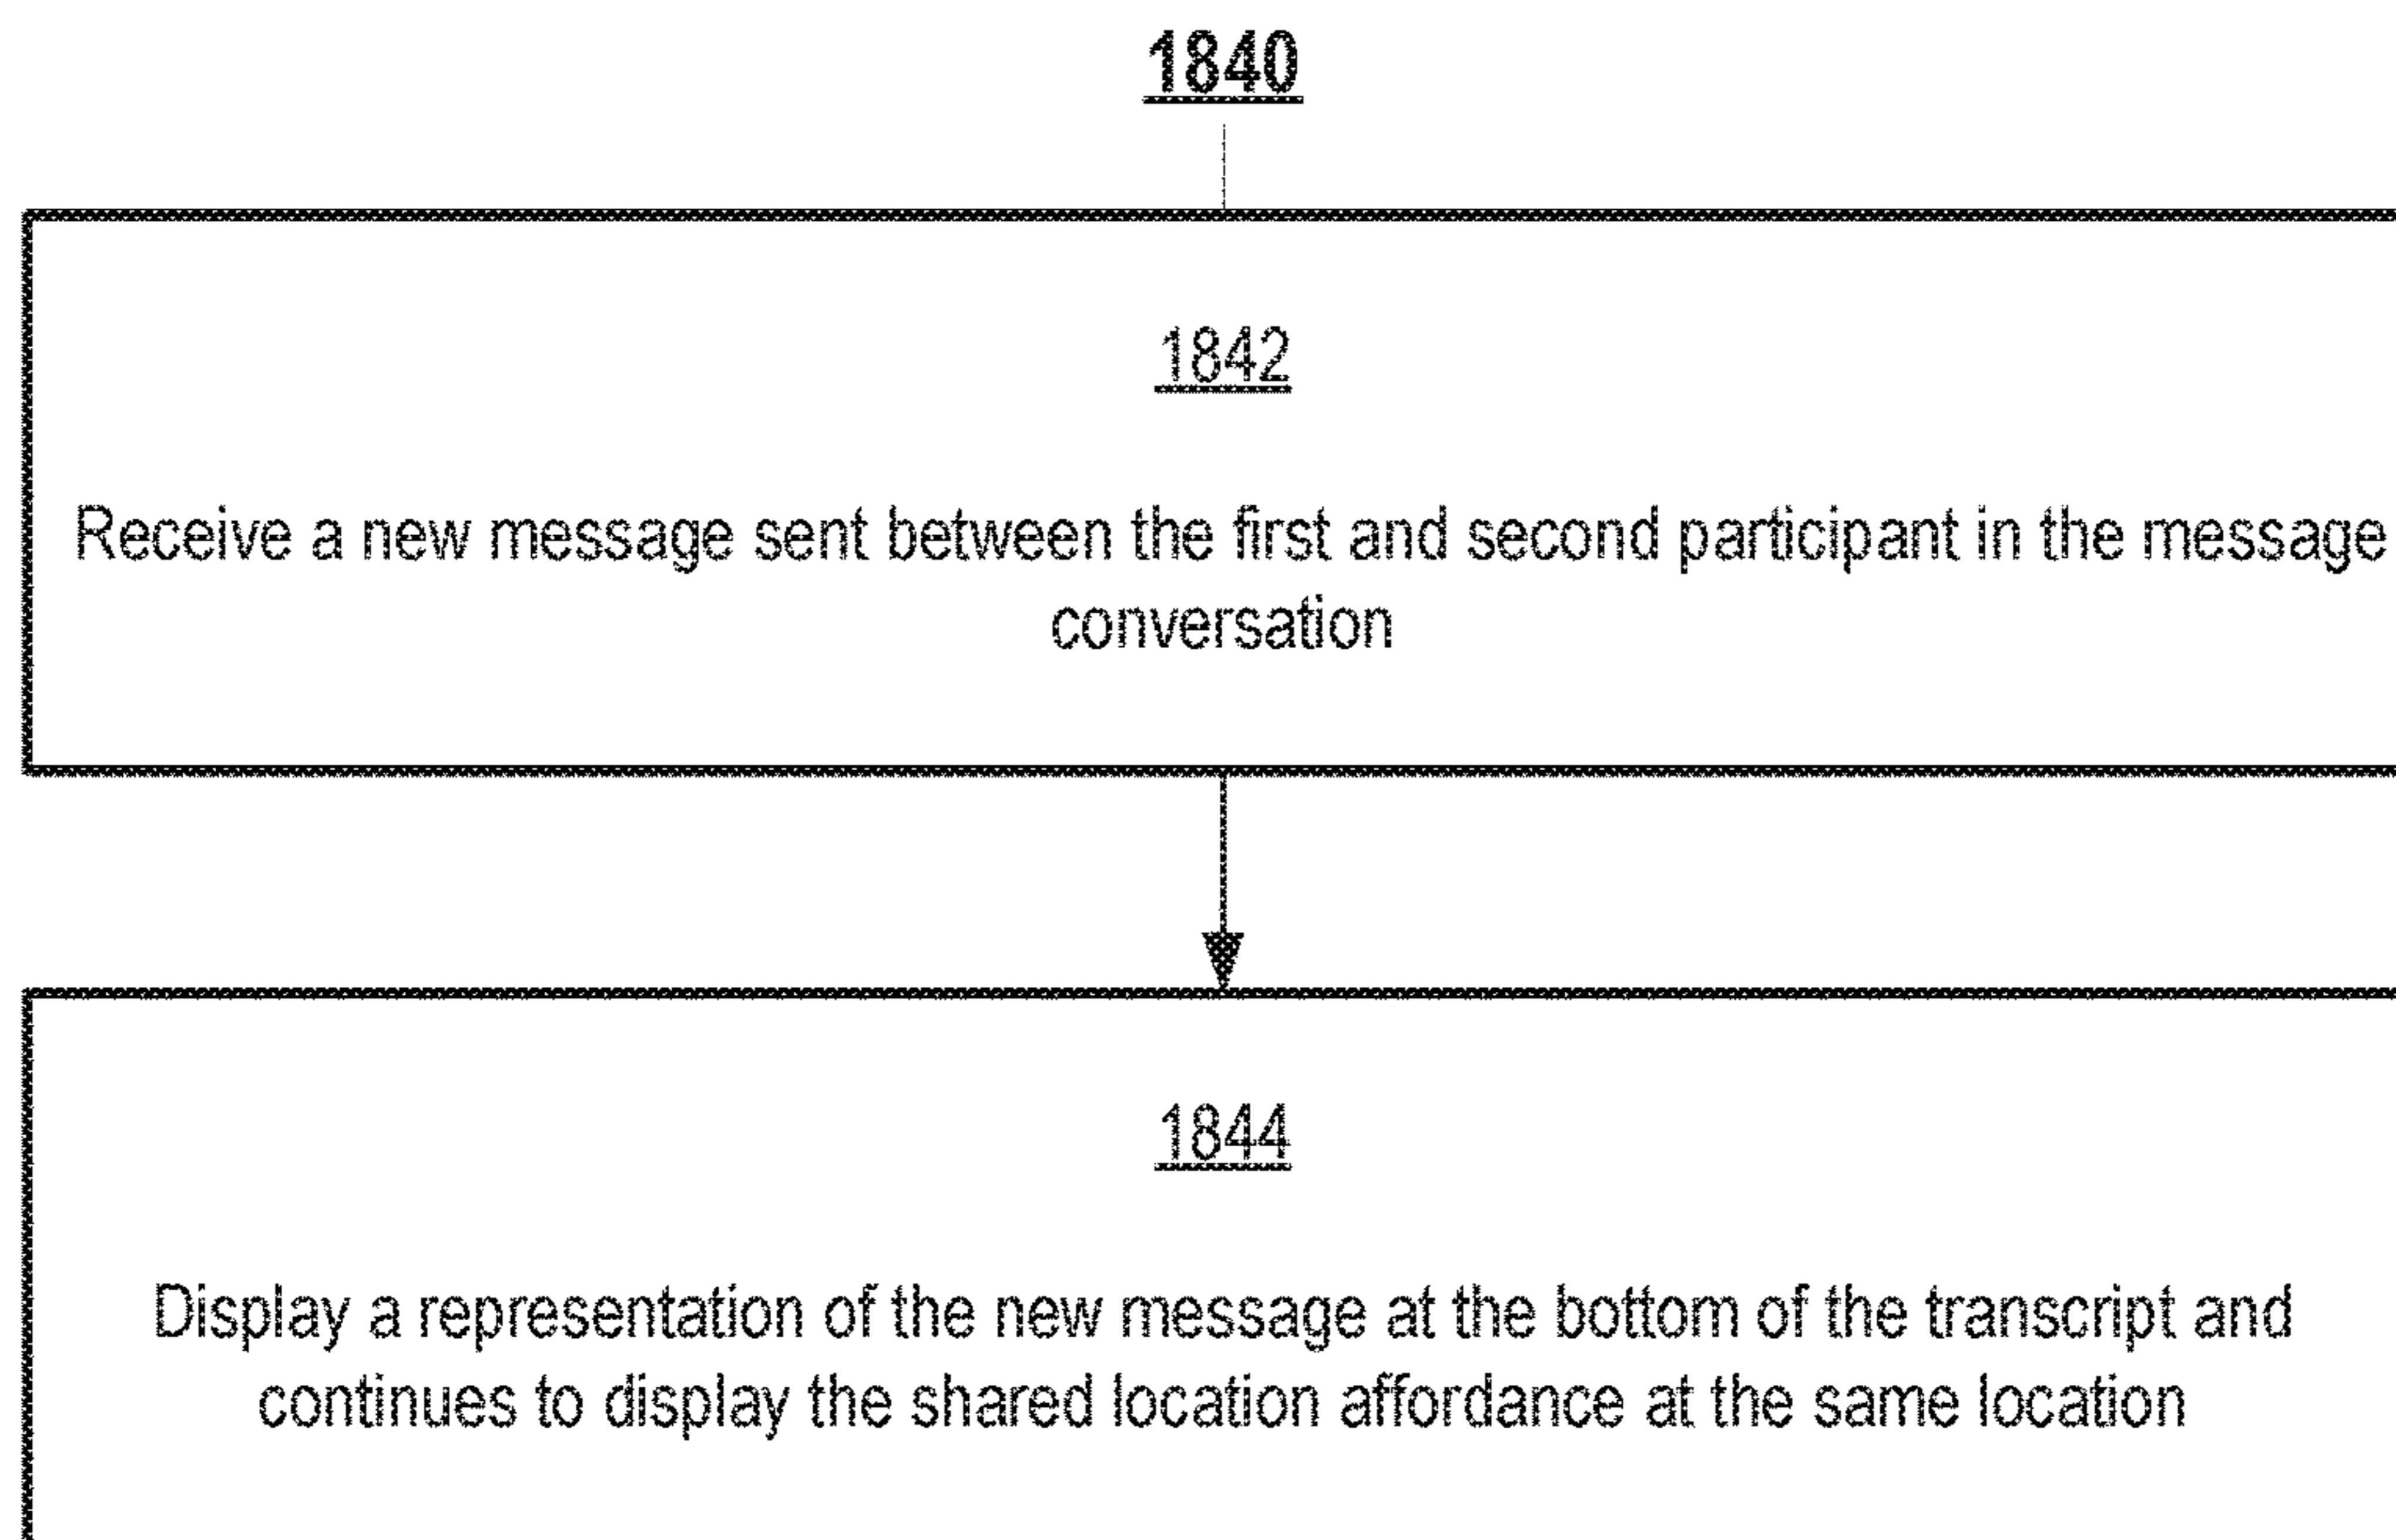 1840
1842
Receive a new message sent between the first and second participant in the message
conversation
1844
Display a representation of the new message at the bottom of the transcript and
continues to display the shared location affordance at the same location